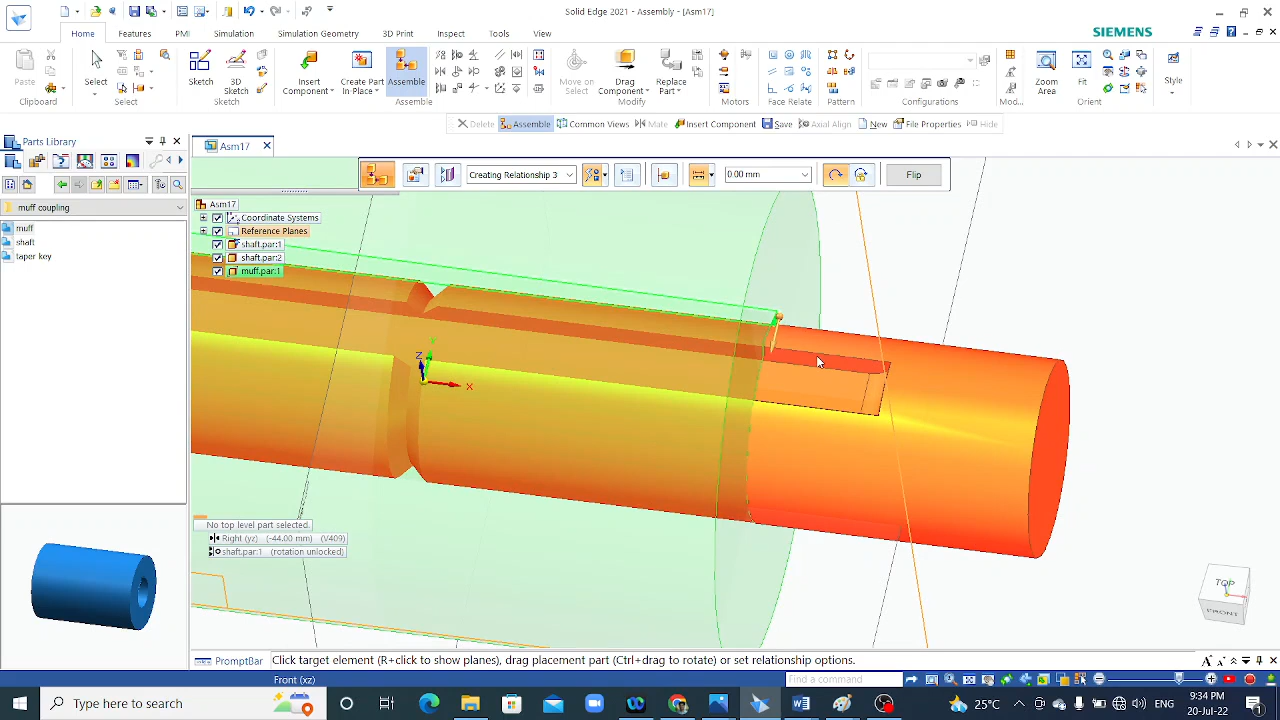 Solid Edge 2021 - Assembly - [Asm17]
Home
Features
PMI
Simulation
Simulation Geometry
3D Print
Inspect
Tools
View
SIEMENS
Paste
Clipboard
Select
Select
Sketch
3D
Sketch
Sketch
Insert
Component
Create Part
In-Place
Assemble
Assemble
Move on
Select
Drag
Component
Replace
Part
Modify
Motors
Face Relate
Pattern
Configurations
Mod...
Zoom
Area
Fit
Orient
Style
Delete
Assemble
Common Views
Mate
Insert Component
Save
Axial Align
New
File Properties
Hide
Parts Library
Asm17
Creating Relationship 3
0.00 mm
Flip
muff coupling
muff
shaft
taper key
Asm17
Coordinate Systems
Reference Planes
shaft.par:1
shaft.par:2
muff.par:1
Z
X
No top level part selected.
Right (yz) (-44.00 mm) (V409)
shaft.par:1 (rotation unlocked)
TOP
FRONT
PromptBar
Click target element (R+click to show planes), drag placement part (Ctrl+drag to rotate) or set relationship options.
Front (xz)
Find a command
Type here to search
25°C
ENG
9:34 PM
20-Jul-22